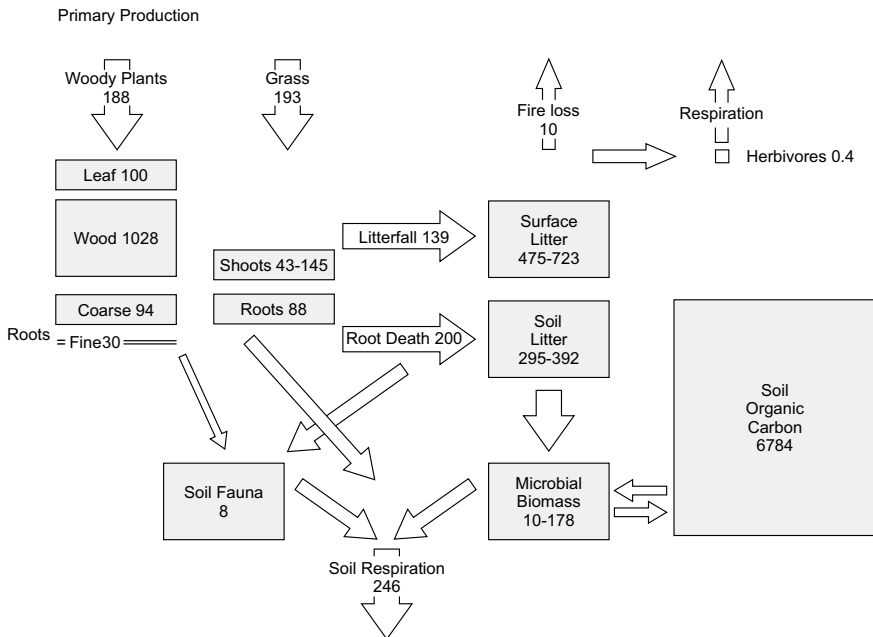 Primary Production
Woody Plants
188
Grass
193
Fire loss
10
Respiration
Herbivores 0.4
Leaf 100
Wood 1028
Litterfall 139
Surface
Litter
475-723
Shoots 43-145
Coarse 94
Roots 88
Roots
Fine30
Root Death 200
Soil
Litter
295-392
Soil
Organic
Carbon
6784
Soil Fauna
8
Microbial
Biomass
10-178
Soil Respiration
246